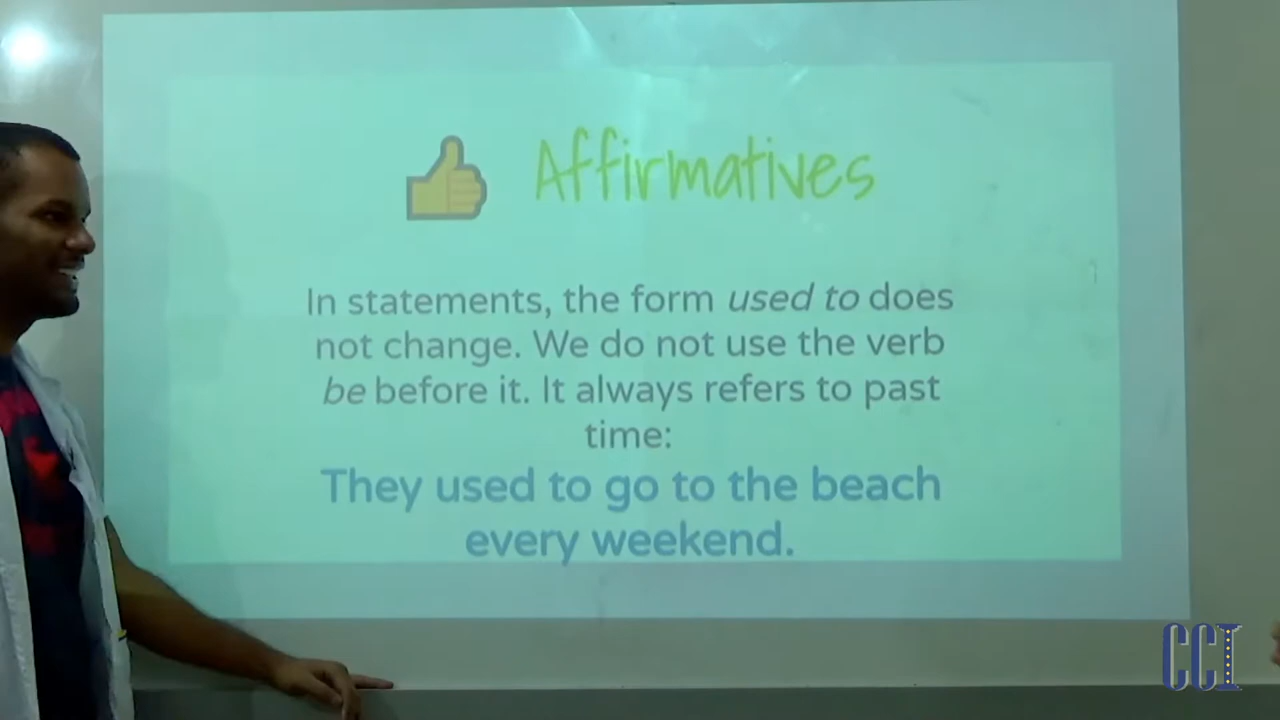 Affirmatives
In statements, the form used to does
not change. We do not use the verb
be before it. It always refers to past
time:
They used to go to the beach
every weekend.
CCI